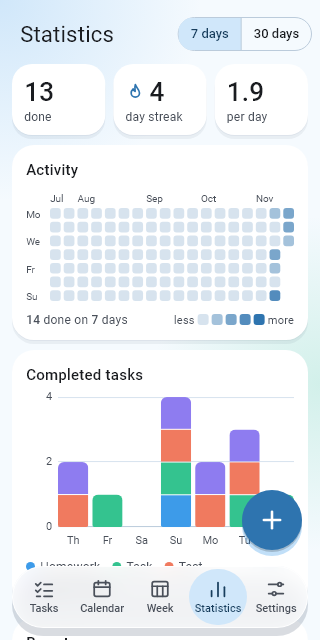 Statistics
7 days
30 days
13
done
4
day streak
1.9
per day
Activity
Jul Aug Sep Oct Nov
Mo
We
Fr
Su
14 done on 7 days
less
more
Completed tasks
4
2
0
Th Fr Sa Su Mo
Homework Task Test
Tasks Calendar Week Statistics Settings